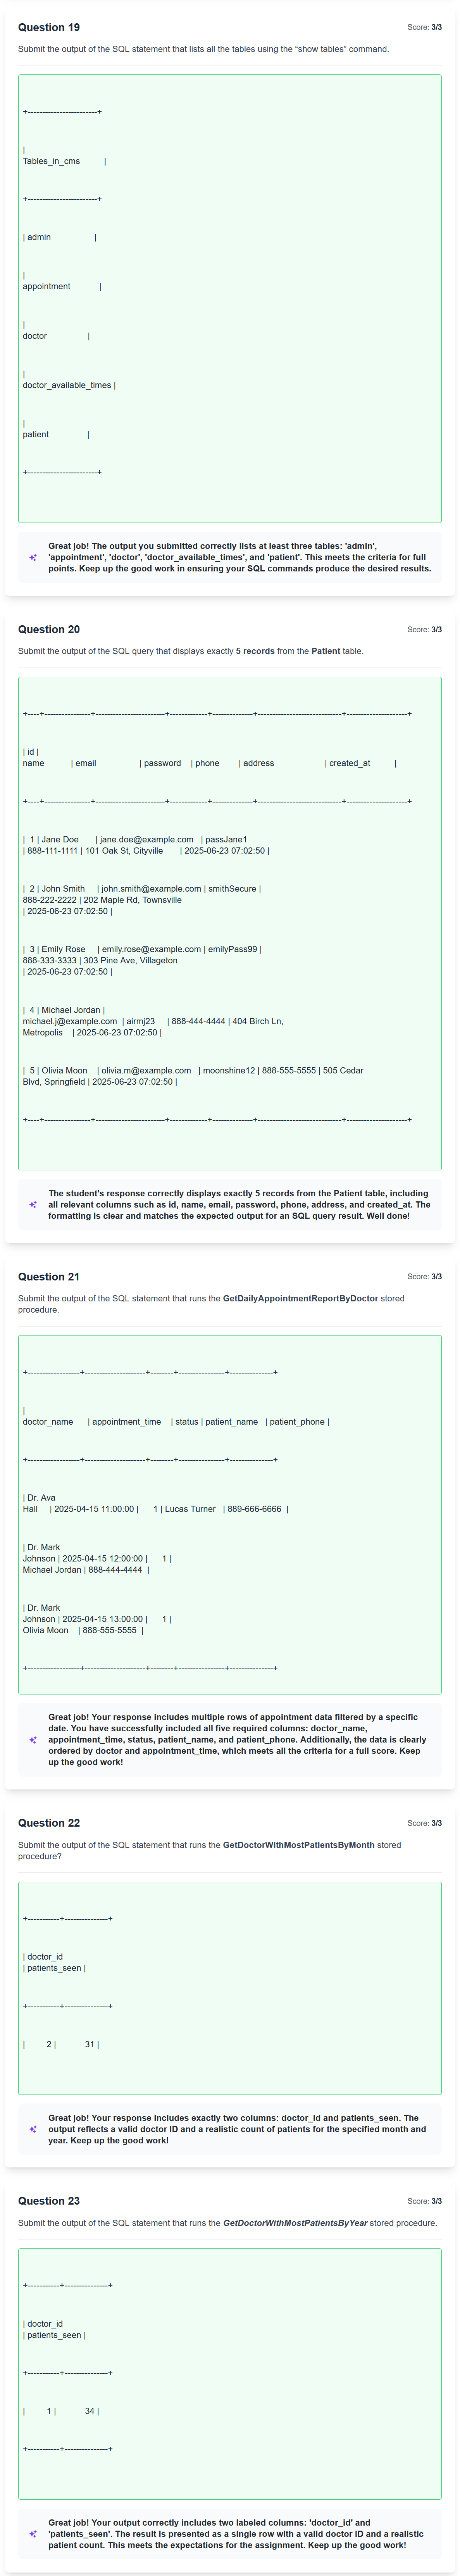 Question 19
Score: 3/3
Submit the output of the SQL statement that lists all the tables using the “show tables” command.
+------------------------+
|
Tables_in_cms          |
+------------------------+
| admin                  |
|
appointment            |
|
doctor                 |
|
doctor_available_times |
|
patient                |
+------------------------+
Great job! The output you submitted correctly lists at least three tables: 'admin',
'appointment', 'doctor', 'doctor_available_times', and 'patient'. This meets the criteria for full
points. Keep up the good work in ensuring your SQL commands produce the desired results.
Question 20
Score: 3/3
Submit the output of the SQL query that displays exactly 5 records from the Patient table.
+----+----------------+------------------------+-------------+--------------+-----------------------------+---------------------+
| id |
name           | email                  | password    | phone        | address                     | created_at          |
+----+----------------+------------------------+-------------+--------------+-----------------------------+---------------------+
|  1 | Jane Doe       | jane.doe@example.com   | passJane1
| 888-111-1111 | 101 Oak St, Cityville       | 2025-06-23 07:02:50 |
|  2 | John Smith     | john.smith@example.com | smithSecure |
888-222-2222 | 202 Maple Rd, Townsville
| 2025-06-23 07:02:50 |
|  3 | Emily Rose     | emily.rose@example.com | emilyPass99 |
888-333-3333 | 303 Pine Ave, Villageton
| 2025-06-23 07:02:50 |
|  4 | Michael Jordan |
michael.j@example.com  | airmj23     | 888-444-4444 | 404 Birch Ln,
Metropolis    | 2025-06-23 07:02:50 |
|  5 | Olivia Moon    | olivia.m@example.com   | moonshine12 | 888-555-5555 | 505 Cedar
Blvd, Springfield | 2025-06-23 07:02:50 |
+----+----------------+------------------------+-------------+--------------+-----------------------------+---------------------+
The student's response correctly displays exactly 5 records from the Patient table, including
all relevant columns such as id, name, email, password, phone, address, and created_at. The
formatting is clear and matches the expected output for an SQL query result. Well done!
Question 21
Score: 3/3
Submit the output of the SQL statement that runs the GetDailyAppointmentReportByDoctor stored
procedure.
+------------------+---------------------+--------+----------------+---------------+
|
doctor_name      | appointment_time    | status | patient_name   | patient_phone |
+------------------+---------------------+--------+----------------+---------------+
| Dr. Ava
Hall     | 2025-04-15 11:00:00 |      1 | Lucas Turner   | 889-666-6666  |
| Dr. Mark
Johnson | 2025-04-15 12:00:00 |      1 |
Michael Jordan | 888-444-4444  |
| Dr. Mark
Johnson | 2025-04-15 13:00:00 |      1 |
Olivia Moon    | 888-555-5555  |
+------------------+---------------------+--------+----------------+---------------+
Great job! Your response includes multiple rows of appointment data filtered by a specific
date. You have successfully included all five required columns: doctor_name,
appointment_time, status, patient_name, and patient_phone. Additionally, the data is clearly
ordered by doctor and appointment_time, which meets all the criteria for a full score. Keep
up the good work!
Question 22
Score: 3/3
Submit the output of the SQL statement that runs the GetDoctorWithMostPatientsByMonth stored
procedure?
+-----------+---------------+
| doctor_id
| patients_seen |
+-----------+---------------+
|         2 |            31 |
Great job! Your response includes exactly two columns: doctor_id and patients_seen. The
output reflects a valid doctor ID and a realistic count of patients for the specified month and
year. Keep up the good work!
Question 23
Score: 3/3
Submit the output of the SQL statement that runs the GetDoctorWithMostPatientsByYear stored procedure.
+-----------+---------------+
| doctor_id
| patients_seen |
+-----------+---------------+
|         1 |            34 |
+-----------+---------------+
Great job! Your output correctly includes two labeled columns: 'doctor_id' and
'patients_seen'. The result is presented as a single row with a valid doctor ID and a realistic
patient count. This meets the expectations for the assignment. Keep up the good work!